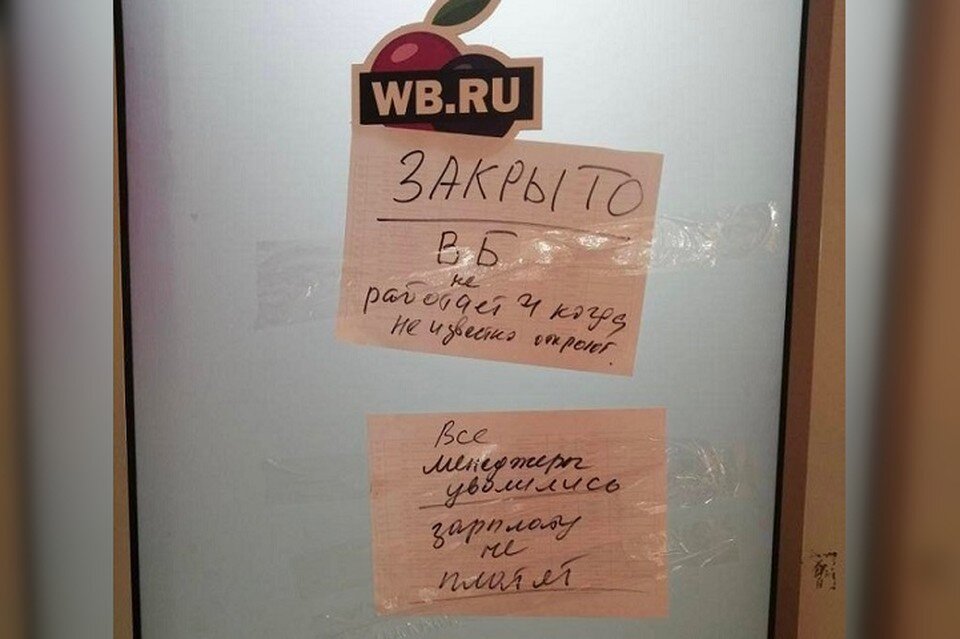 WB.RU
ЗАКРЫТО
ВБ
не
работает и когда
не известно откроют.
Все
менеджеры
уволились
зарплату
не
платят